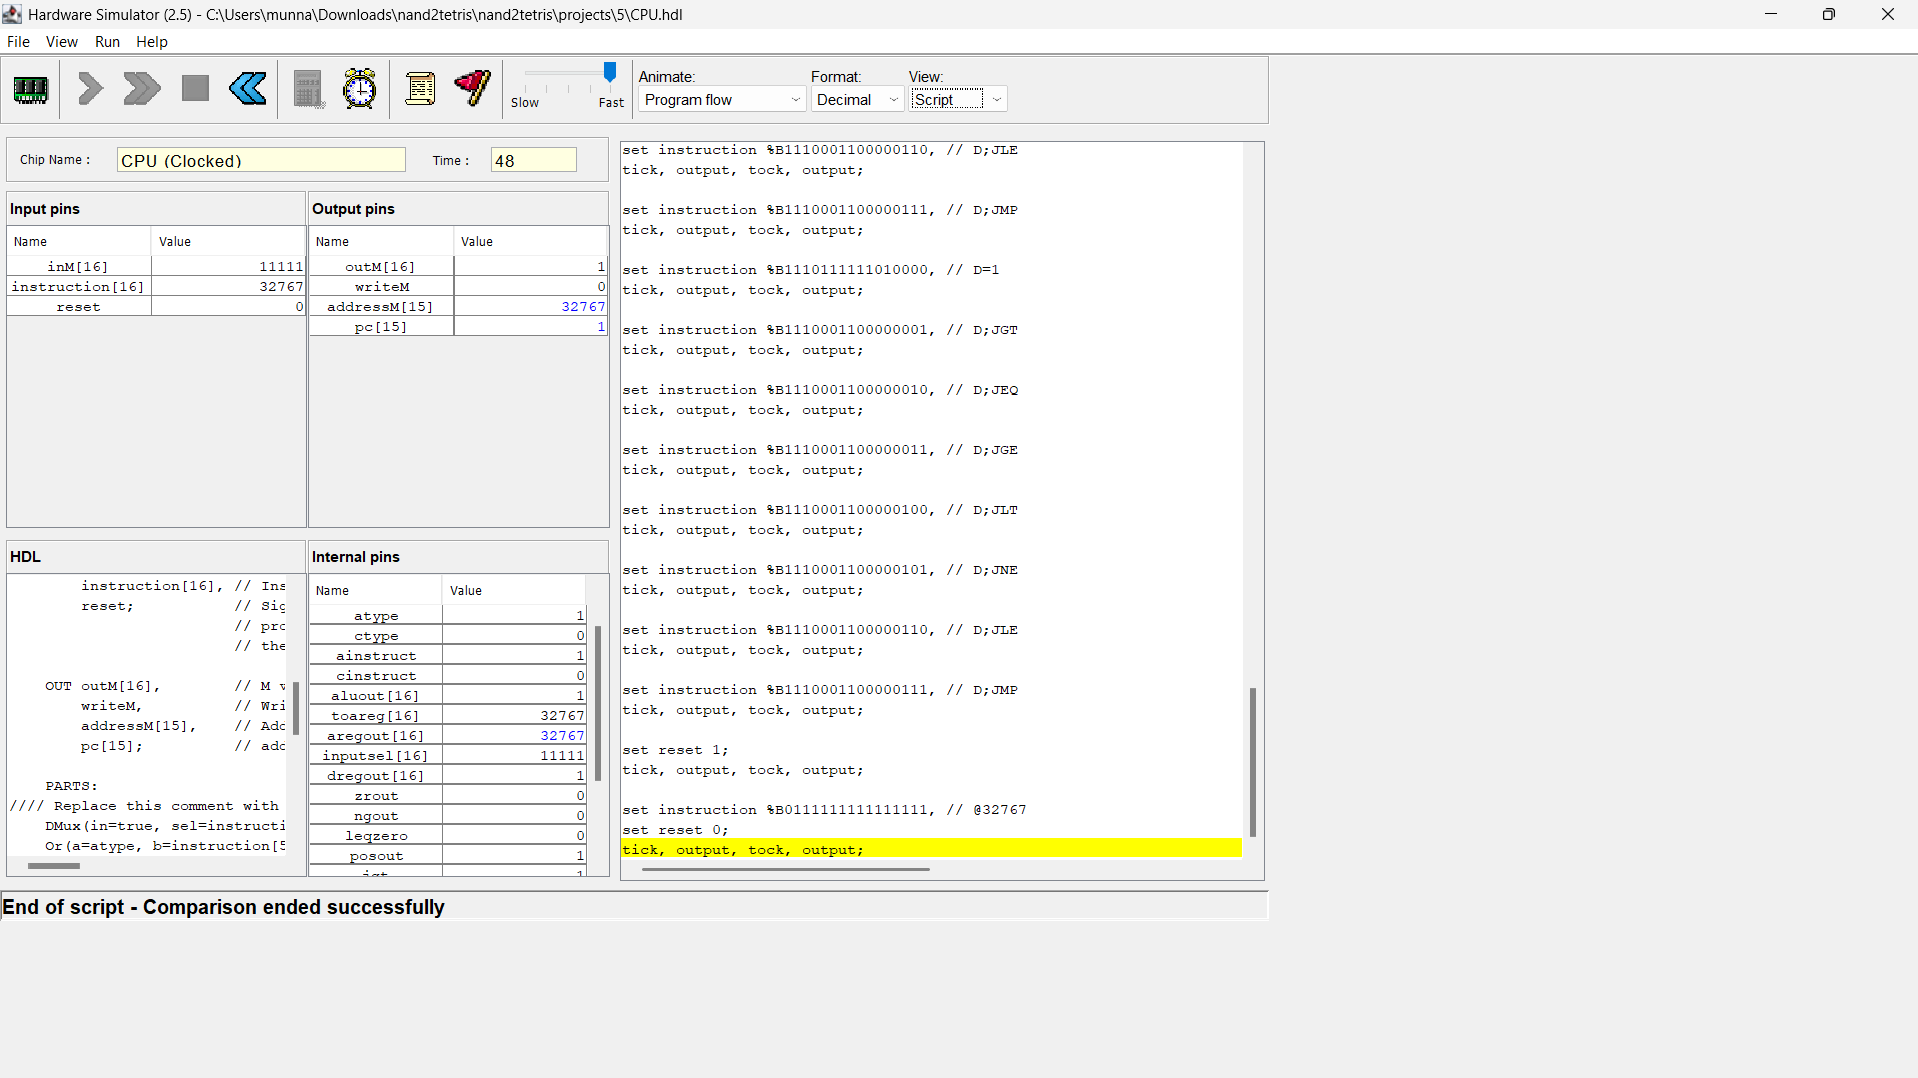 Hardware Simulator (2.5) - C:\Users\munna\Downloads\nand2tetris\nand2tetris\projects\5\CPU.hdl
File View Run Help
Slow Fast
Animate: Format: View:
Program flow Decimal Script
Chip Name : CPU (Clocked) Time : 48
Input pins
Name Value
inM[16] 11111
instruction[16] 32767
reset 0
Output pins
Name Value
outM[16] 1
writeM 0
addressM[15] 32767
pc[15] 1
HDL
instruction[16], // Ins
reset; // Sig
// pro
// the
OUT outM[16], // M v
writeM, // Wri
addressM[15], // Add
pc[15]; // add
PARTS:
//// Replace this comment with
DMux(in=true, sel=instructi
Or(a=atype, b=instruction[5
Internal pins
Name Value
atype 1
ctype 0
ainstruct 1
cinstruct 0
aluout[16] 1
toareg[16] 32767
aregout[16] 32767
inputsel[16] 11111
dregout[16] 1
zrout 0
ngout 0
leqzero 0
posout 1
jgt 1
set instruction %B1110001100000110, // D;JLE
tick, output, tock, output;
set instruction %B1110001100000111, // D;JMP
tick, output, tock, output;
set instruction %B1110111111010000, // D=1
tick, output, tock, output;
set instruction %B1110001100000001, // D;JGT
tick, output, tock, output;
set instruction %B1110001100000010, // D;JEQ
tick, output, tock, output;
set instruction %B1110001100000011, // D;JGE
tick, output, tock, output;
set instruction %B1110001100000100, // D;JLT
tick, output, tock, output;
set instruction %B1110001100000101, // D;JNE
tick, output, tock, output;
set instruction %B1110001100000110, // D;JLE
tick, output, tock, output;
set instruction %B1110001100000111, // D;JMP
tick, output, tock, output;
set reset 1;
tick, output, tock, output;
set instruction %B0111111111111111, // @32767
set reset 0;
tick, output, tock, output;
End of script - Comparison ended successfully